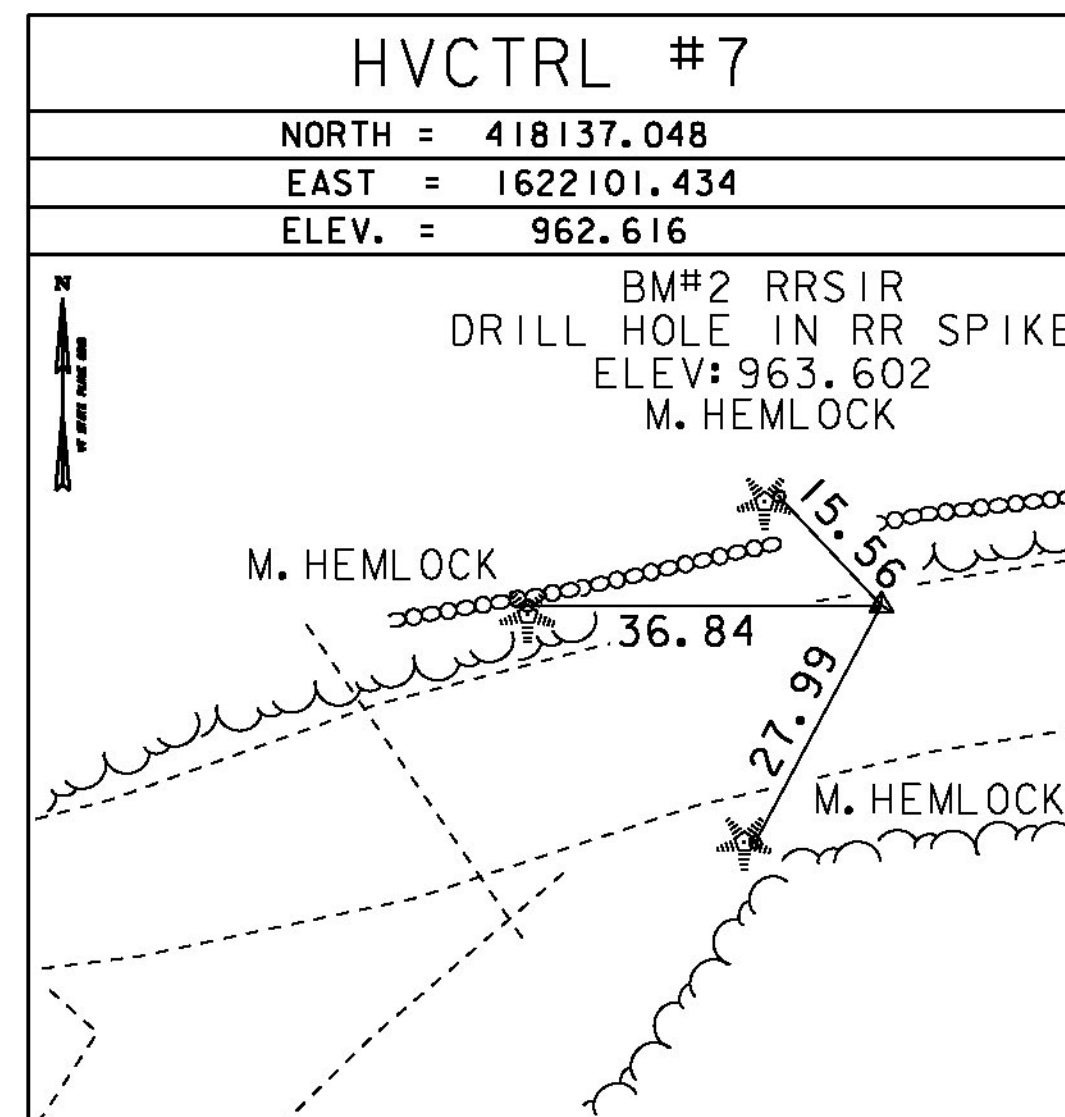 HVCTRL #7
NORTH = 418137.048
EAST = 1622101.434
ELEV. = 962.616
N
BM#2 RRSIR
DRILL HOLE IN RR SPIKE
ELEV: 963.602
M. HEMLOCK
15.56
M. HEMLOCK
36.84
27.99
M. HEMLOCK